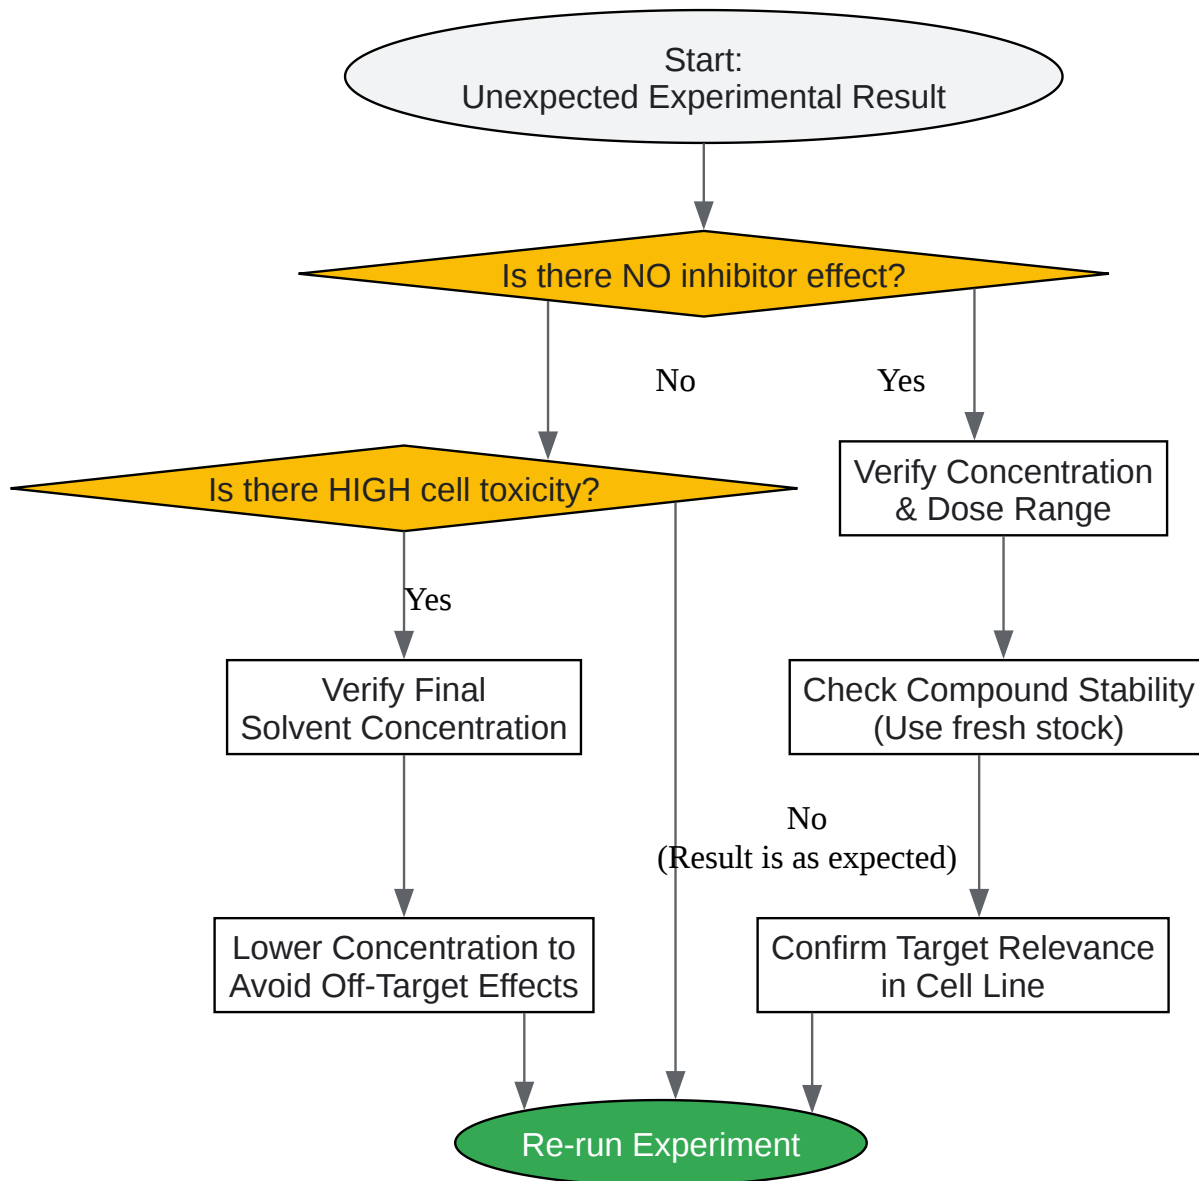 Start:
Unexpected Experimental Result
Is there NO inhibitor effect?
No
Yes
Is there HIGH cell toxicity?
Verify Concentration
& Dose Range
Yes
Verify Final
Solvent Concentration
Check Compound Stability
(Use fresh stock)
No
(Result is as expected)
Lower Concentration to
Avoid Off-Target Effects
Confirm Target Relevance
in Cell Line
Re-run Experiment